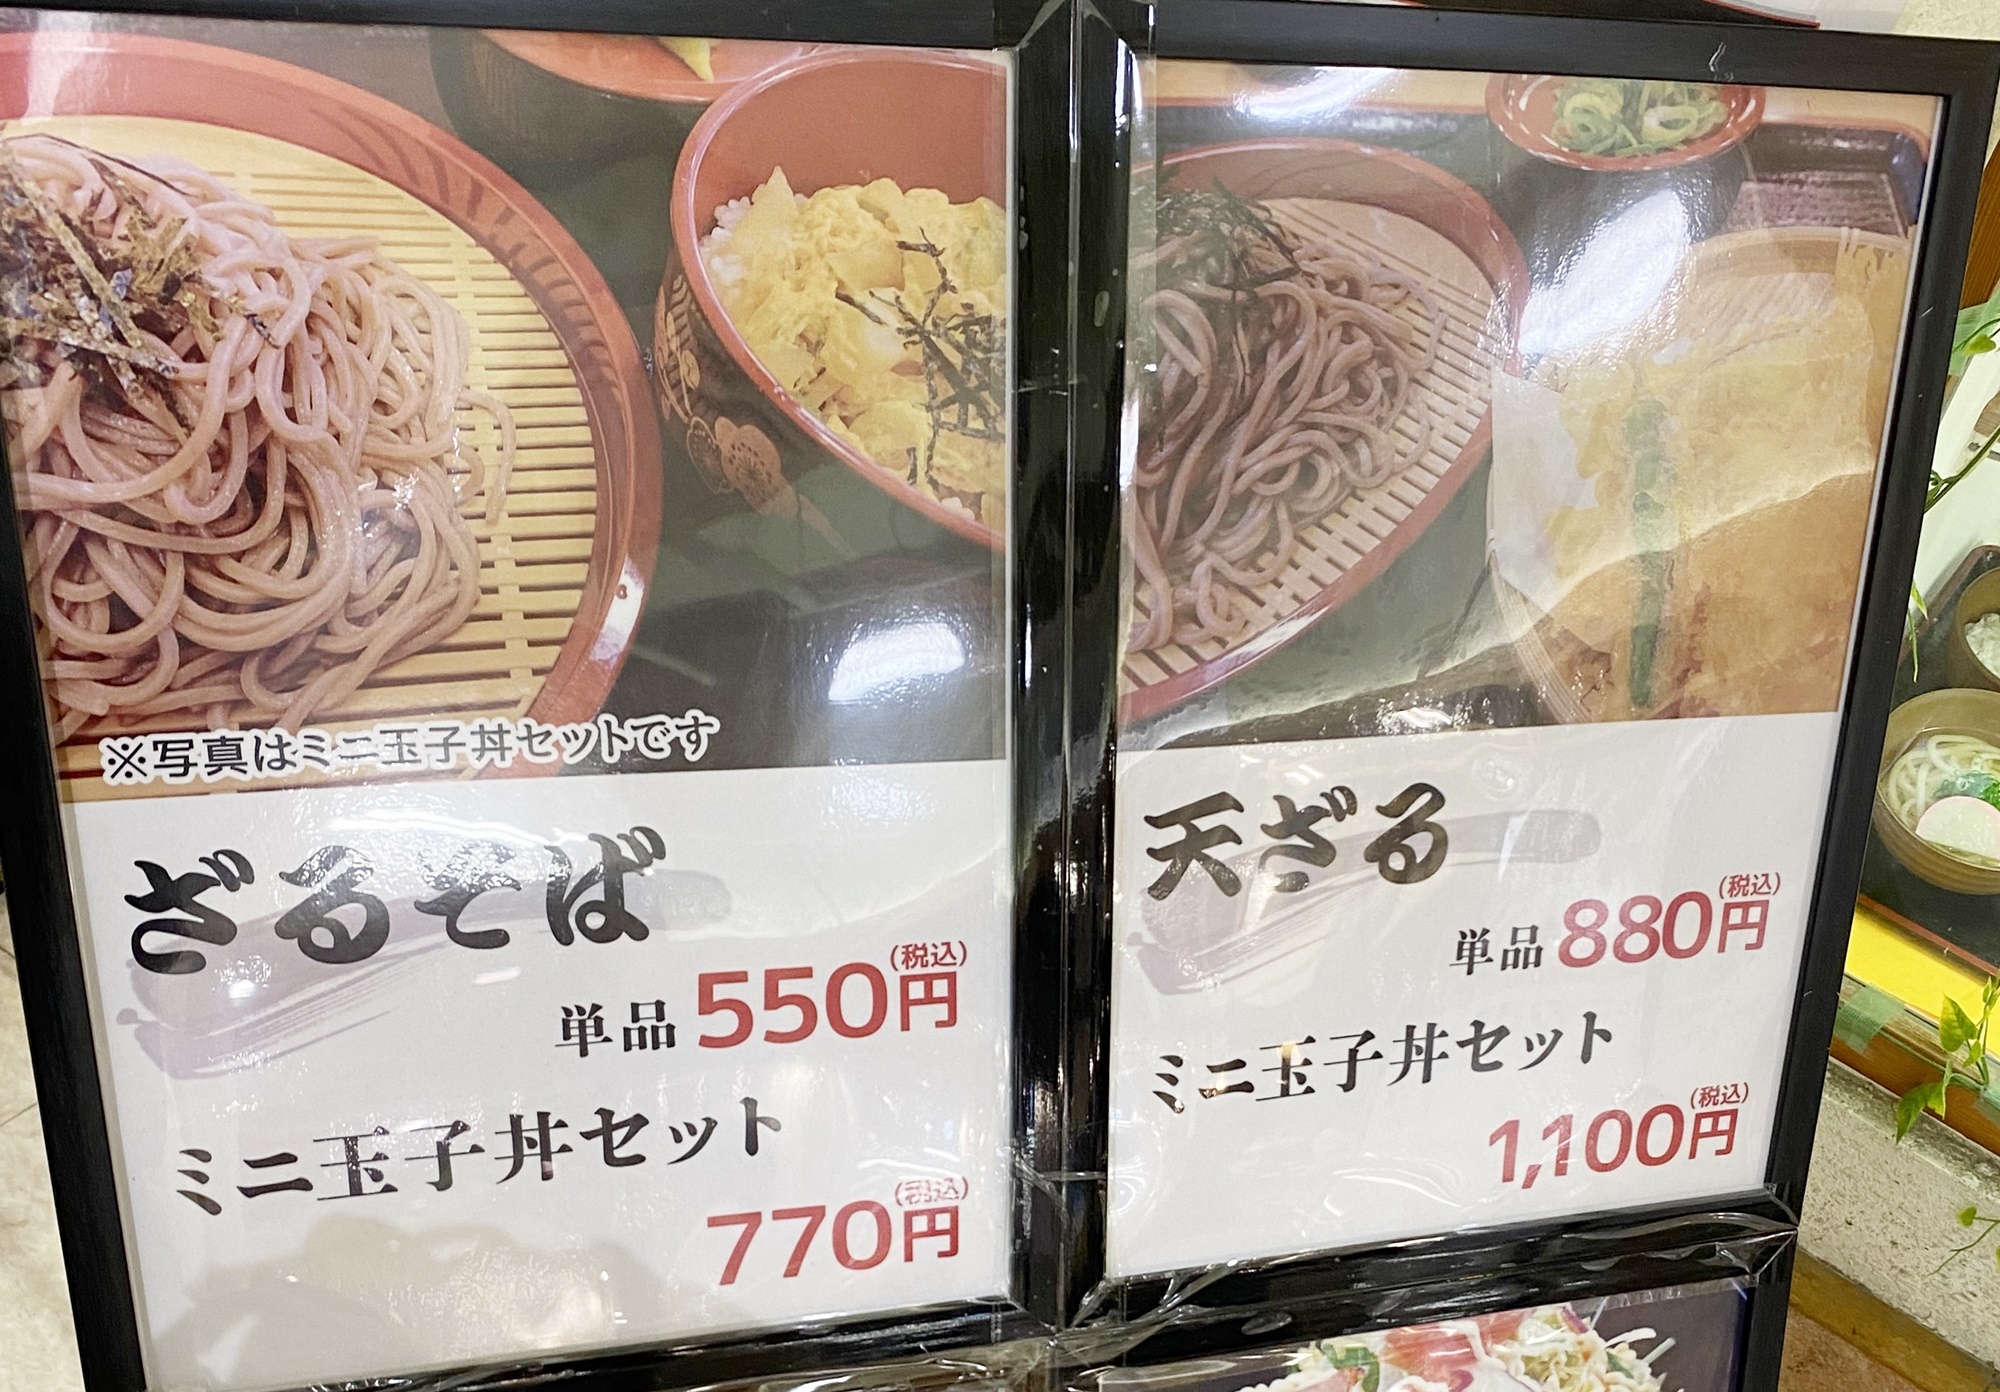 ※写真はミニ玉子丼セットです
ざるそば
単品 550円(税込)
ミニ玉子丼セット
770円(税込)
天ざる
単品 880円(税込)
ミニ玉子丼セット
1,100円(税込)